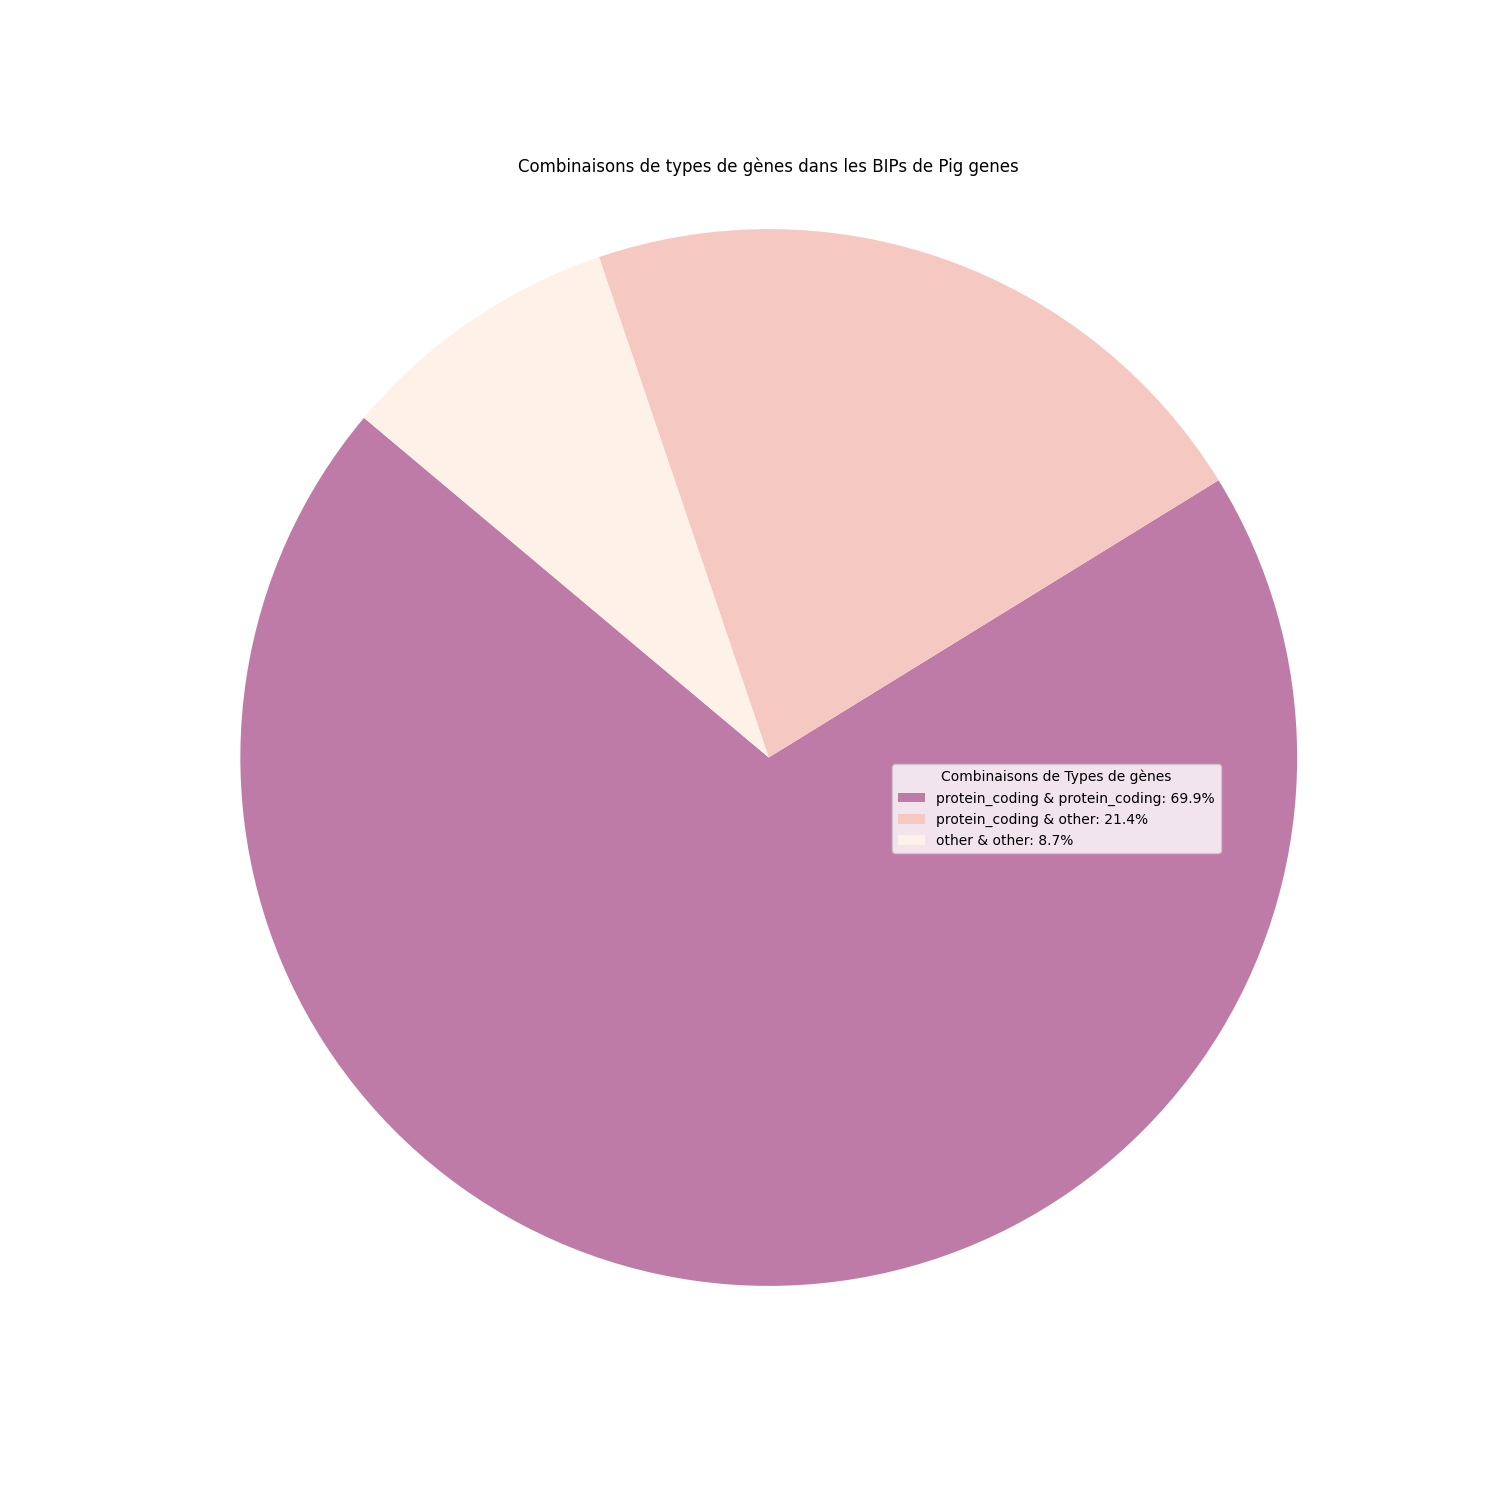 Combinaisons de types de gènes dans les BIPs de Pig genes
Combinaisons de Types de gènes
protein_coding & protein_coding: 69.9%
protein_coding & other: 21.4%
other & other: 8.7%